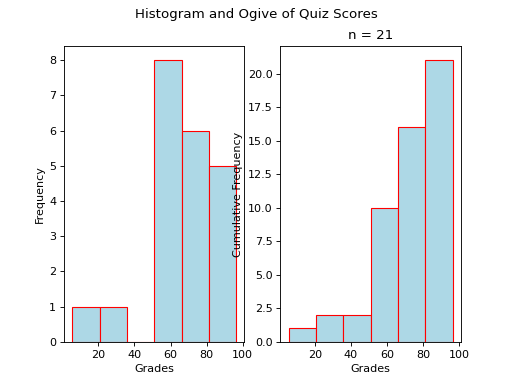 Histogram and Ogive of Quiz Scores
n = 21
8
7
6
5
4
3
2
1
0
Frequency
20 40 60 80 100
Grades
20.0
17.5
15.0
12.5
10.0
7.5
5.0
2.5
0.0
Cumulative Frequency
20 40 60 80 100
Grades